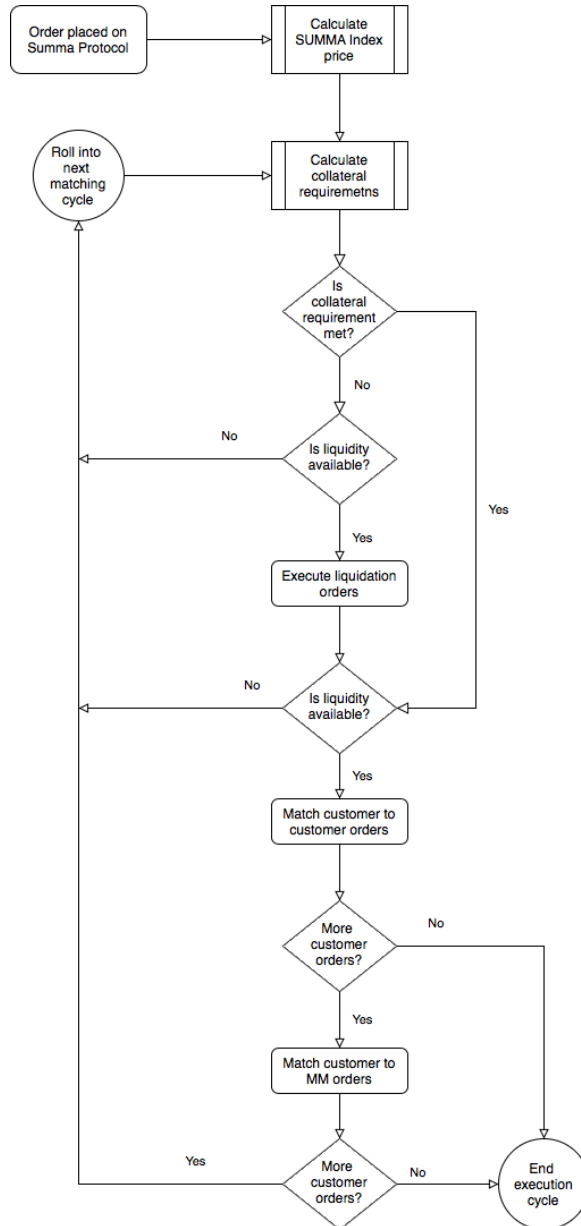 Order placed on
Summa Protocol
Calculate
SUMMA Index
price
Roll into
next
matching
cycle
Calculate
collateral
requiremetns
Is
collateral
requirement
met?
No
No
Is liquidity
available?
Yes
Yes
Execute liquidation
orders
No
Is liquidity
available?
Yes
Match customer to
customer orders
More
customer
orders?
No
Yes
Match customer to
MM orders
Yes
More
customer
orders?
No
End
execution
cycle